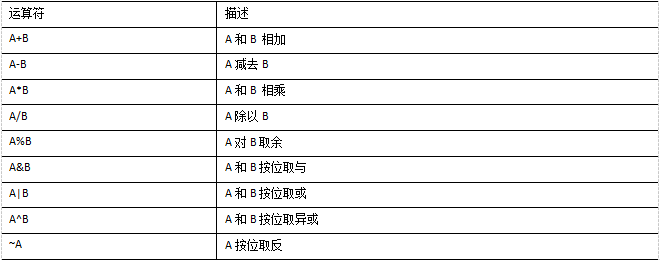 运算符 描述
A+B A 和 B 相加
A-B A 减去 B
A*B A 和 B 相乘
A/B A 除以 B
A%B A 对 B 取余
A&B A 和 B 按位取与
A|B A 和 B 按位取或
A^B A 和 B 按位取异或
~A A 按位取反